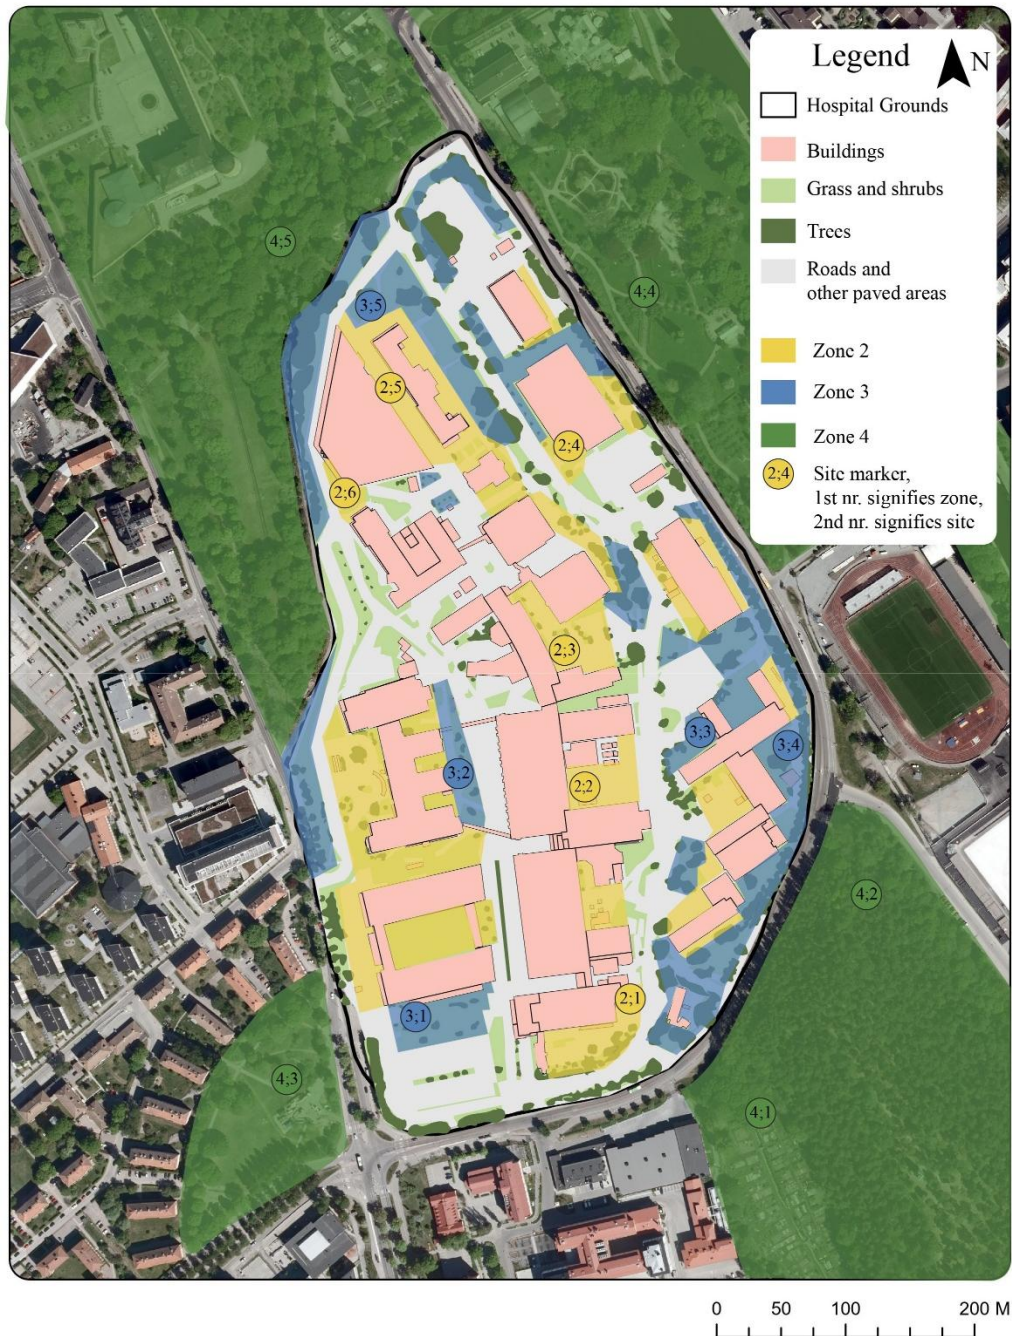 Legend
N
Hospital Grounds
Buildings
Grass and shrubs
Trees
Roads and
other paved areas
Zone 2
Zone 3
Zone 4
2;4
Site marker,
1st nr. signifies zone,
2nd nr. signifies site
4;5
4;4
3;5
2;5
2;4
2;6
2;3
3;3
3;4
3;2
2;2
4;2
2;1
3;1
4;3
4;1
0 50 100 200 M